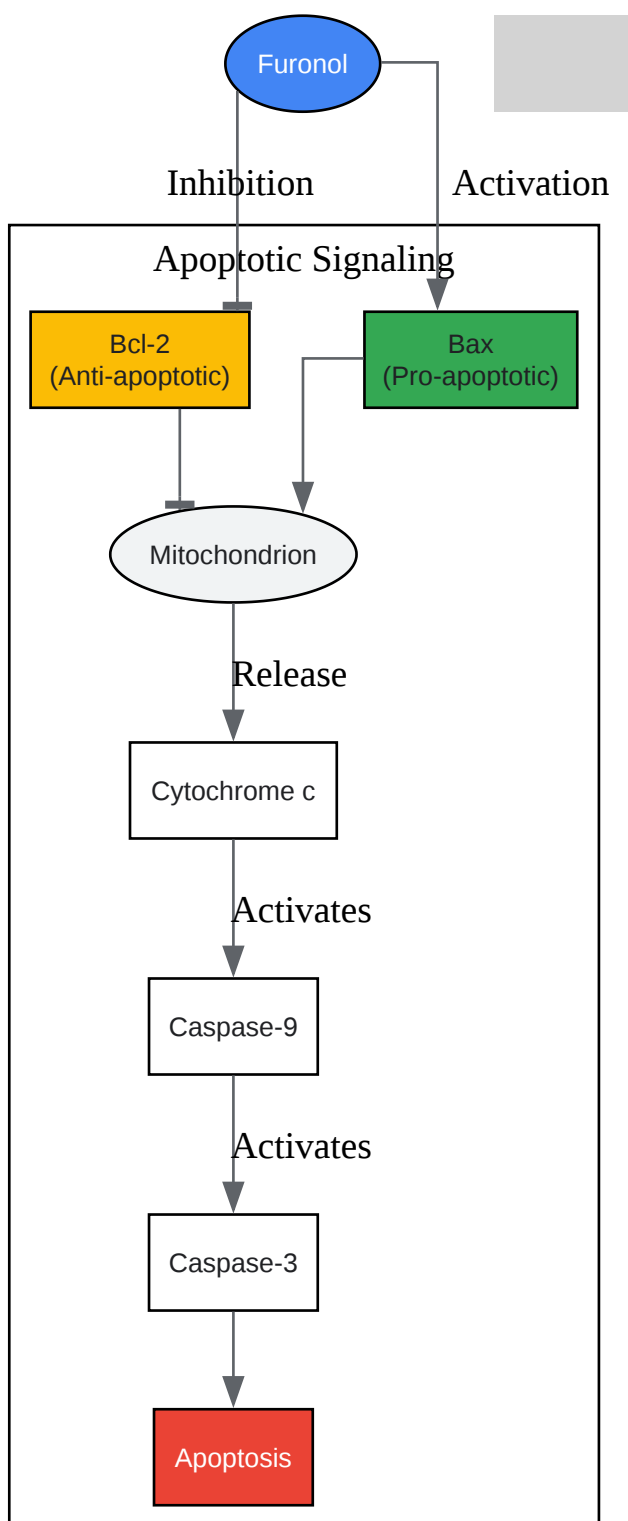 Furonol
Inhibition
Activation
Apoptotic Signaling
Bcl-2
(Anti-apoptotic)
Bax
(Pro-apoptotic)
Mitochondrion
Release
Cytochrome c
Activates
Caspase-9
Activates
Caspase-3
Apoptosis